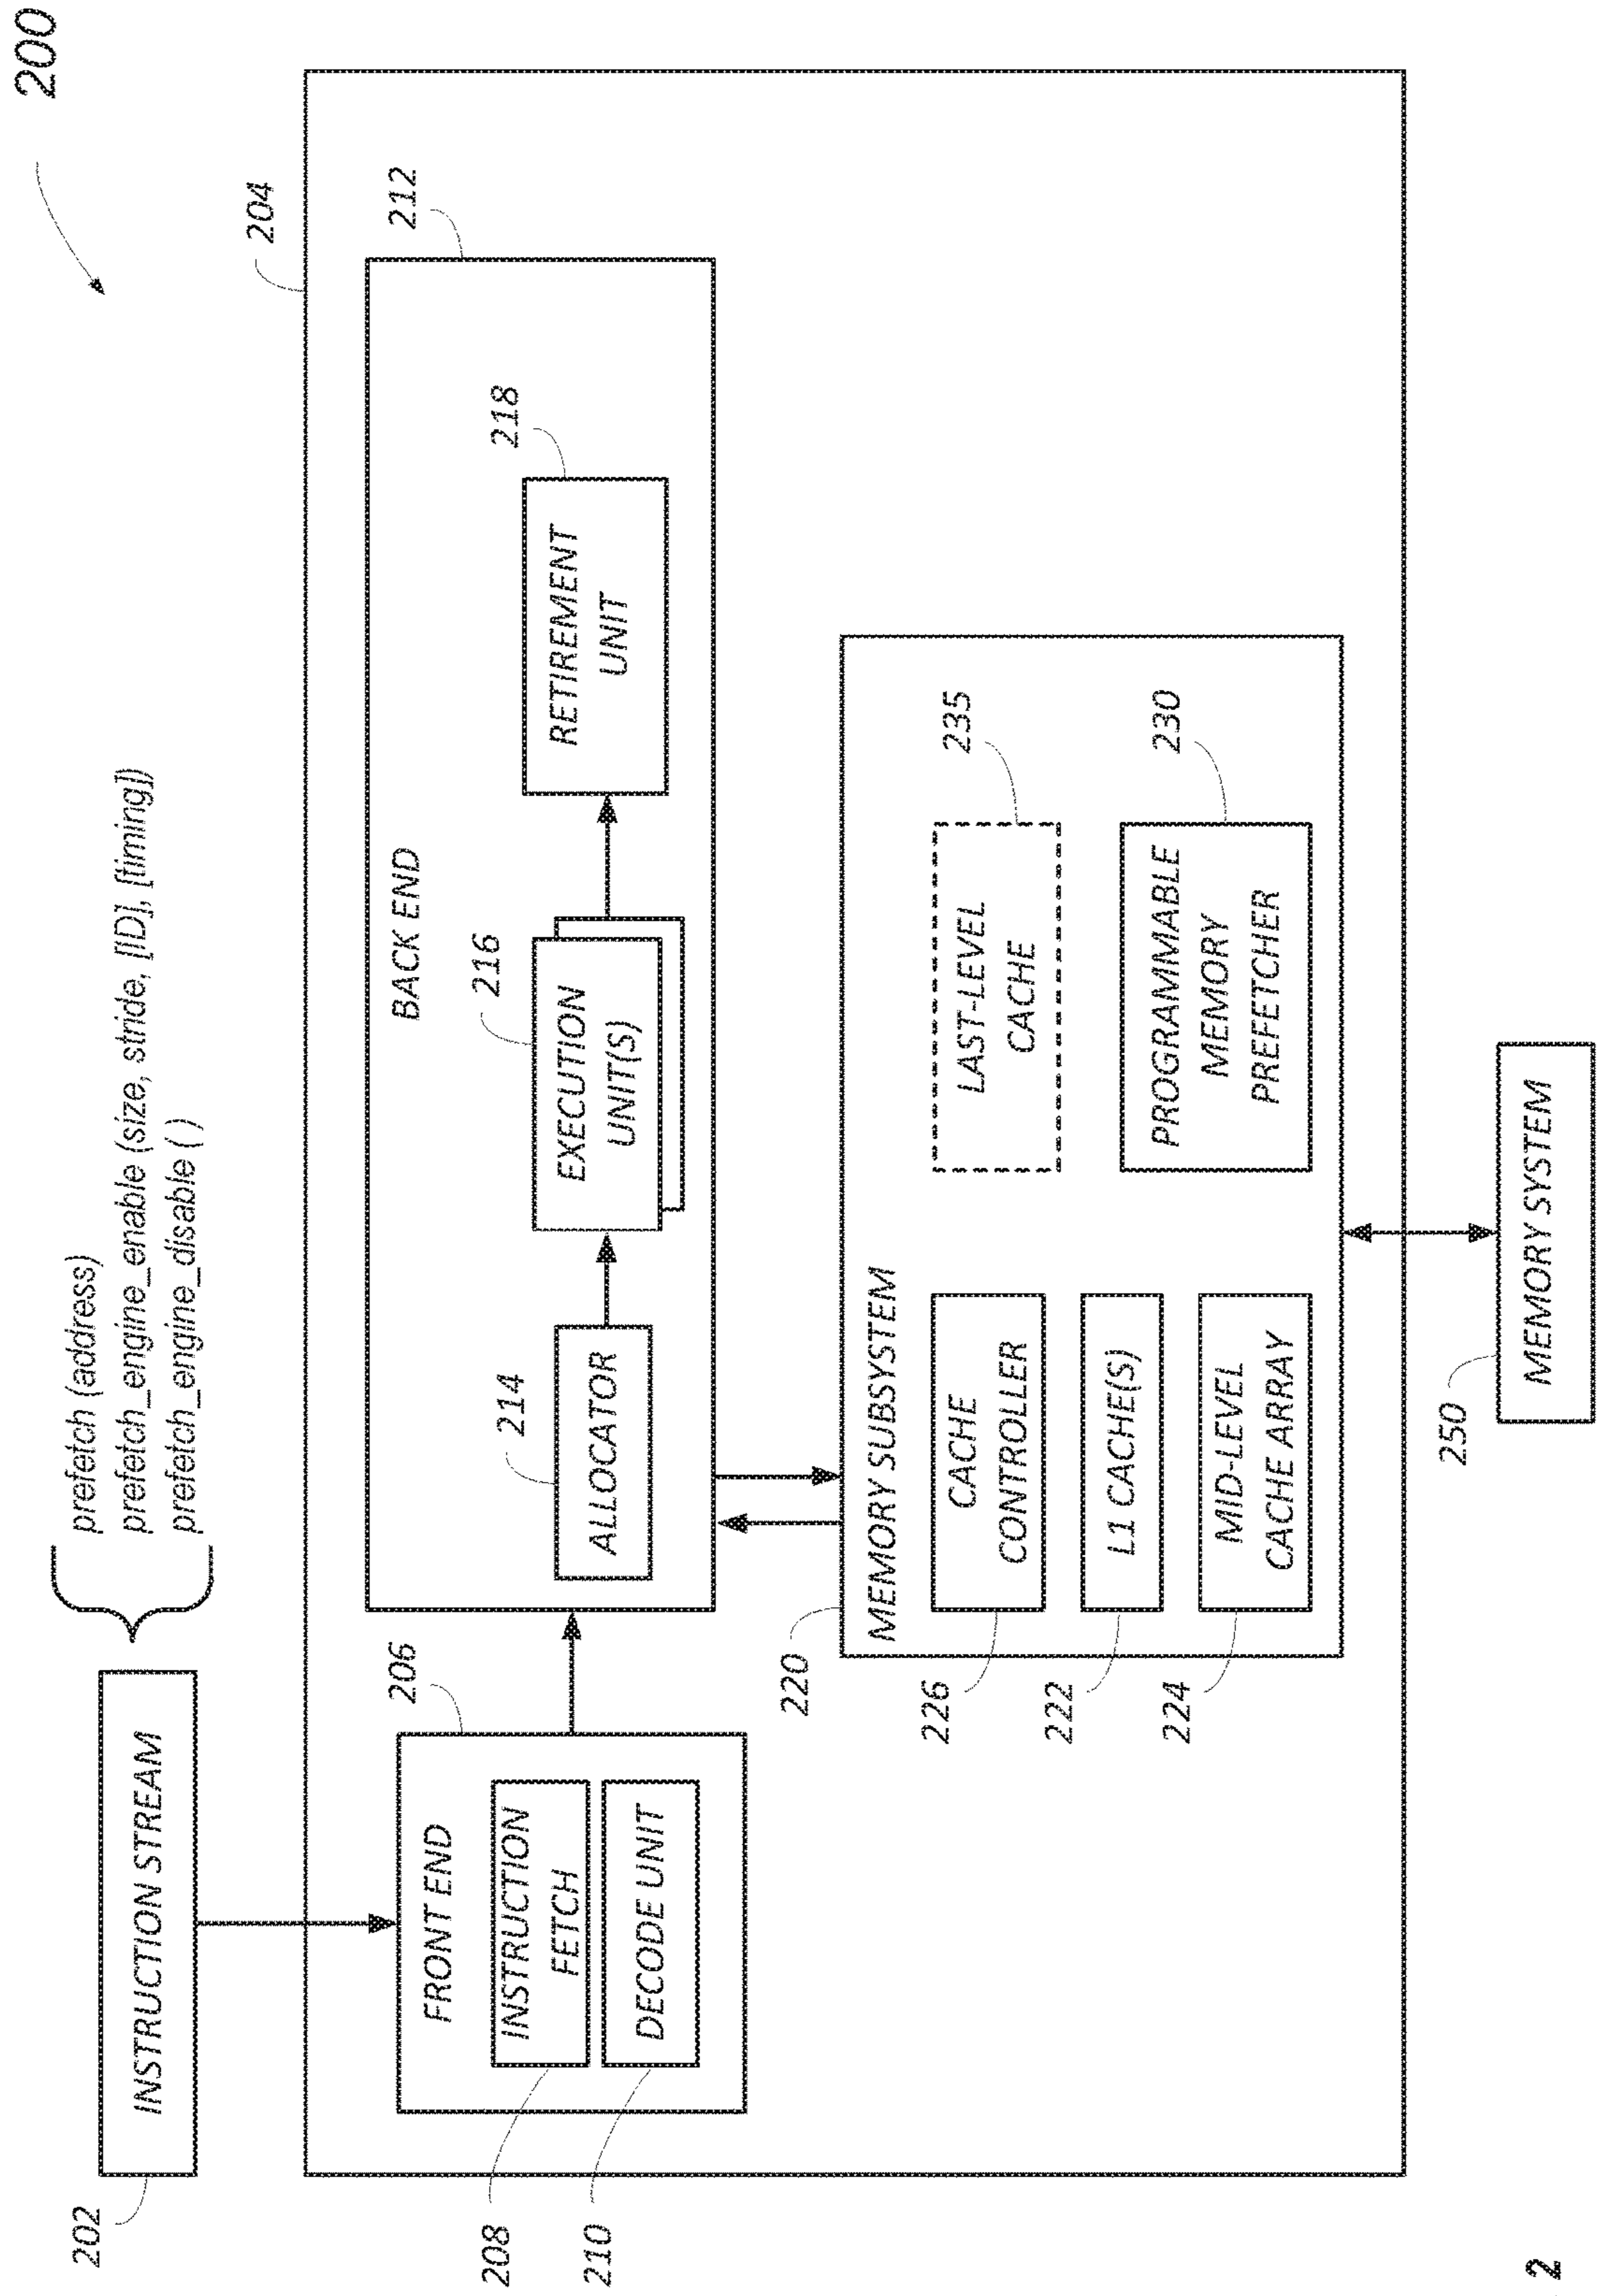 200
prefetch (address)
prefetch_engine_enable (size, stride, [ID], [timing])
prefetch_engine_disable ( )
202
INSTRUCTION STREAM
204
206
FRONT END
208
INSTRUCTION
FETCH
210
DECODE UNIT
212
BACK END
214
ALLOCATOR
216
EXECUTION
UNIT(S)
218
RETIREMENT
UNIT
220
MEMORY SUBSYSTEM
226
CACHE
CONTROLLER
222
L1 CACHE(S)
224
MID-LEVEL
CACHE ARRAY
235
LAST-LEVEL
CACHE
230
PROGRAMMABLE
MEMORY
PREFETCHER
250
MEMORY SYSTEM
2